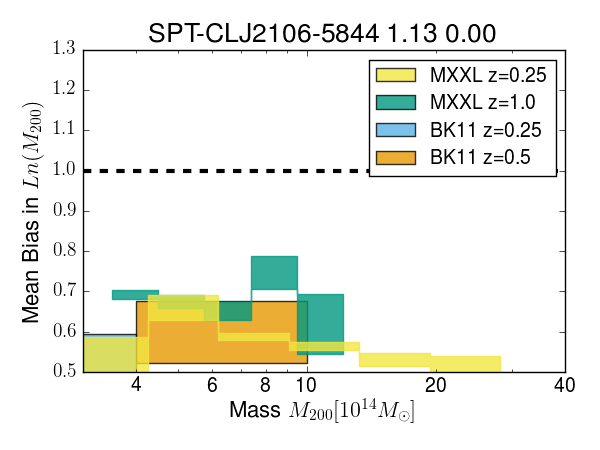 SPT-CLJ2106-5844 1.13 0.00
1.3
1.2
1.1
1.0
0.9
0.8
0.7
0.6
0.5
Mean Bias in Ln(M₂₀₀)
MXXL z=0.25
MXXL z=1.0
BK11 z=0.25
BK11 z=0.5
4 6 8 10 20 40
Mass M₂₀₀[10¹⁴M☉]